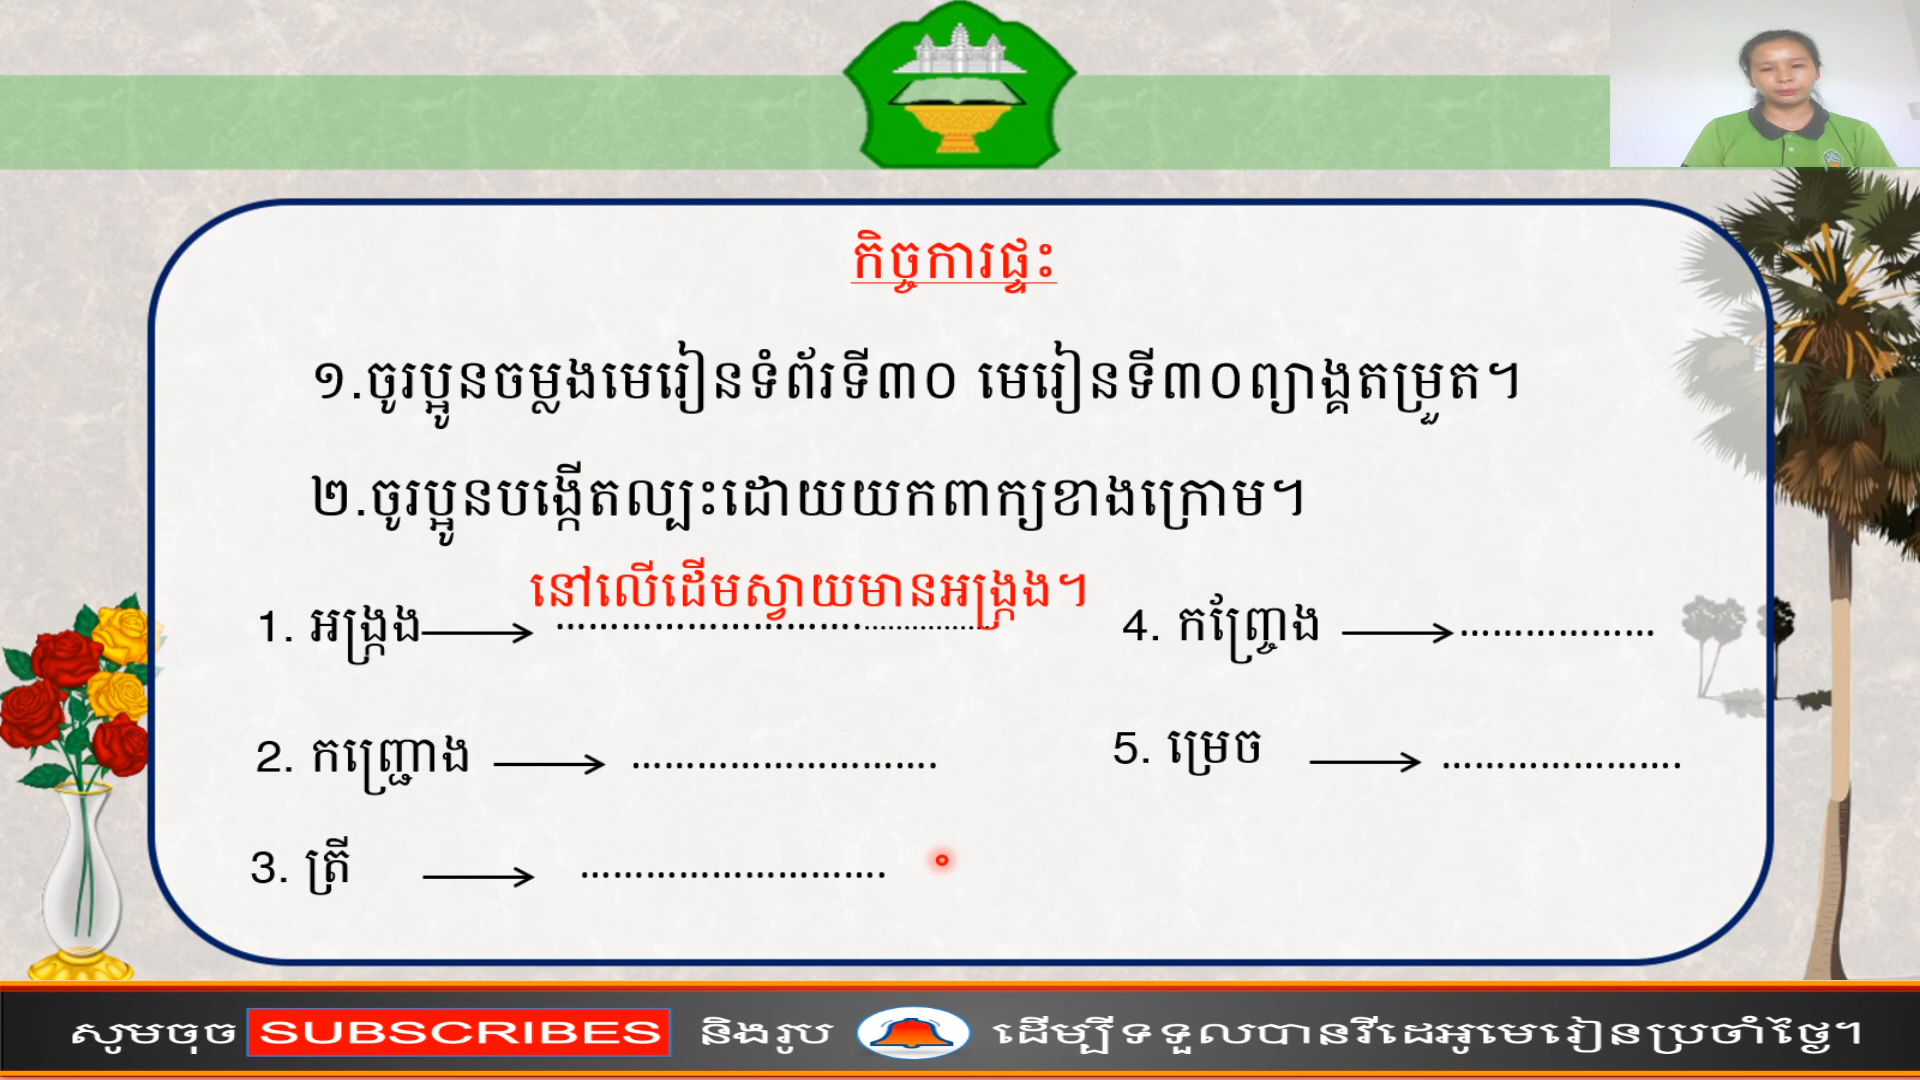 កិច្ចការផ្ទះ
១.ចូរប្អូនចម្លងមេរៀនទំព័រទី៣០ មេរៀនទី៣០ព្យាង្គតម្រួត។
២.ចូរប្អូនបង្កើតល្បះដោយយកពាក្យខាងក្រោម។
នៅលើដើមស្វាយមានអង្ក្រង។
1. អង្ក្រង ...............................................
2. កញ្ជ្រោង ............................
3. ត្រី ............................
4. កញ្ច្រែង ..................
5. ម្រេច ......................
សូមចុច SUBSCRIBES និងរូប ដើម្បីទទួលបានវីដេអូមេរៀនប្រចាំថ្ងៃ។